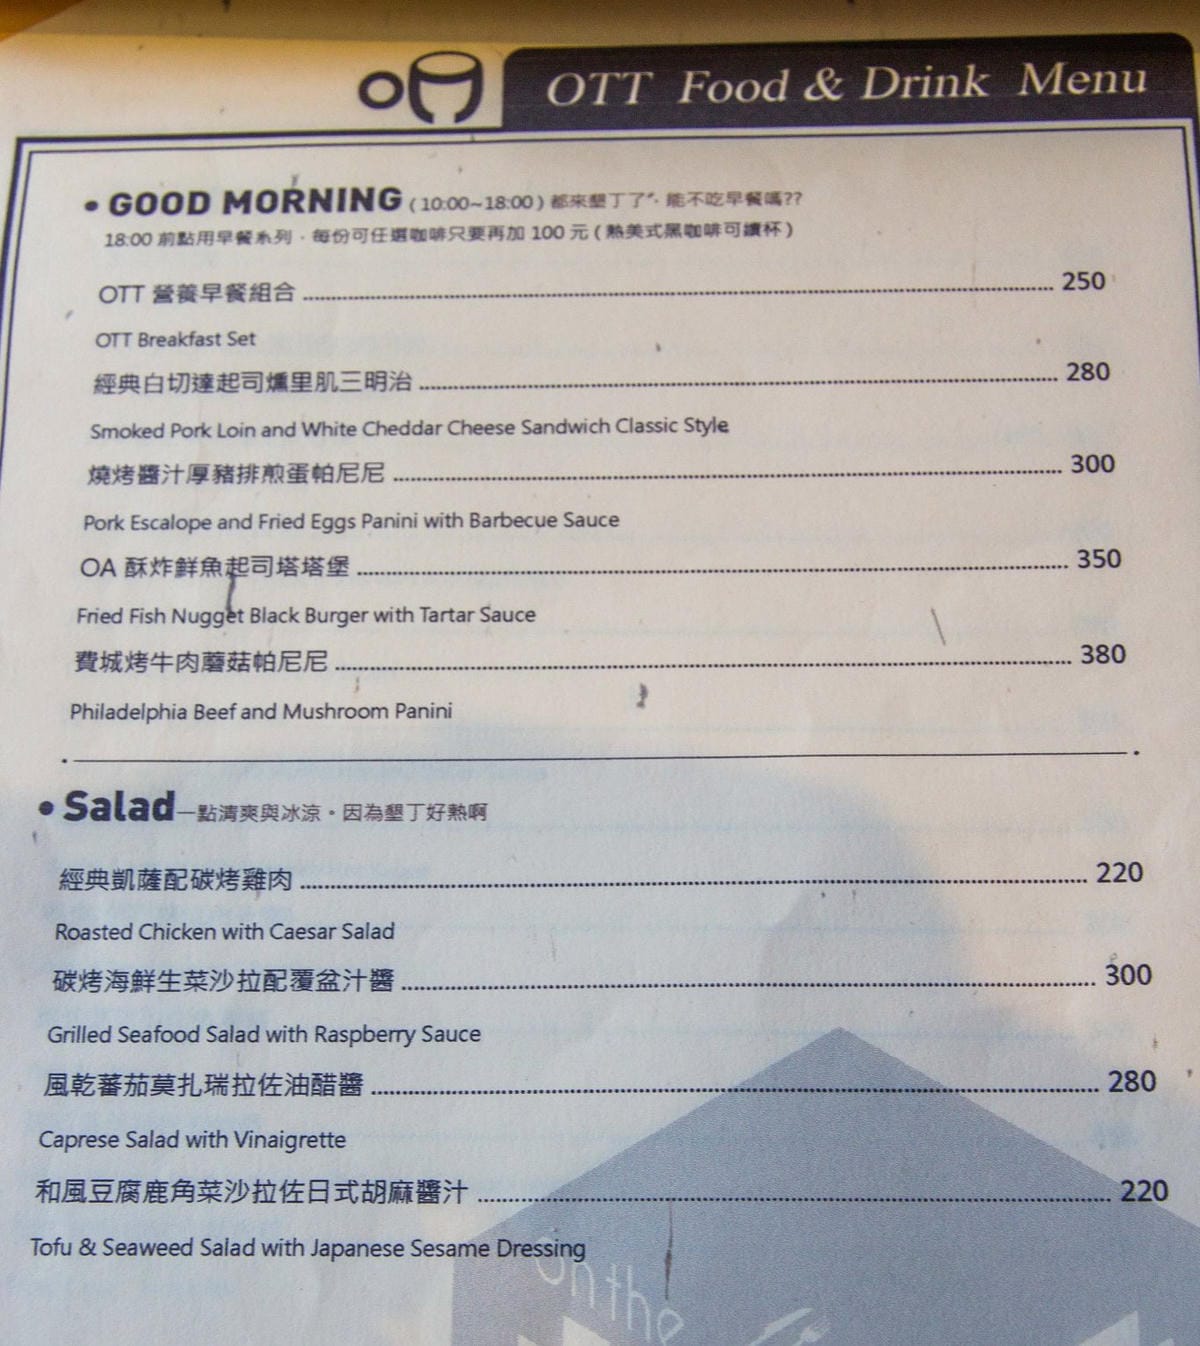 OTT Food & Drink Menu
• GOOD MORNING (10:00~18:00) 都來墾丁了, 能不吃早餐嗎??
18:00 前點用早餐系列,每份可任選咖啡只要再加 100 元 (熱美式黑咖啡可續杯)
OTT 營養早餐組合 250
OTT Breakfast Set
經典白切達起司燻里肌三明治 280
Smoked Pork Loin and White Cheddar Cheese Sandwich Classic Style
燒烤醬汁厚豬排煎蛋帕尼尼 300
Pork Escalope and Fried Eggs Panini with Barbecue Sauce
OA 酥炸鮮魚起司塔塔堡 350
Fried Fish Nugget Black Burger with Tartar Sauce
費城烤牛肉蘑菇帕尼尼 380
Philadelphia Beef and Mushroom Panini
• Salad 一點清爽與冰涼。因為墾丁好熱啊
經典凱薩配碳烤雞肉 220
Roasted Chicken with Caesar Salad
碳烤海鮮生菜沙拉配覆盆汁醬 300
Grilled Seafood Salad with Raspberry Sauce
風乾蕃茄莫扎瑞拉佐油醋醬 280
Caprese Salad with Vinaigrette
和風豆腐鹿角菜沙拉佐日式胡麻醬汁 220
Tofu & Seaweed Salad with Japanese Sesame Dressing
on the